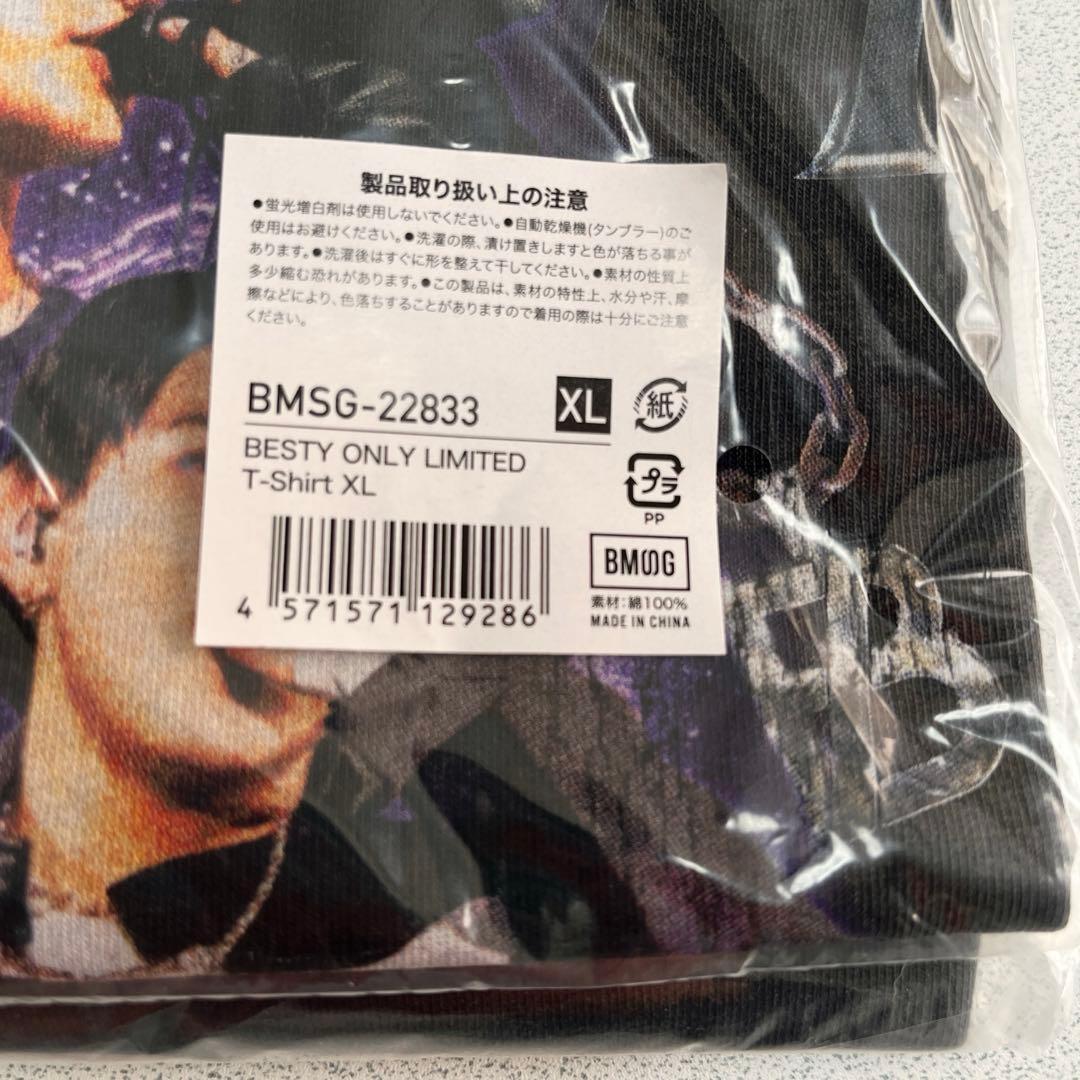 製品取り扱い上の注意
●蛍光増白剤は使用しないでください。●自動乾燥機(タンブラー)のご
使用はお避けください。●洗濯の際、漬け置きしますと色が落ちる事が
あります。●洗濯後はすぐに形を整えて干してください。●素材の性質上
多少縮む恐れがあります。●この製品は、素材の特性上、水分や汗、摩
擦などにより、色落ちすることがありますので着用の際は十分にご注意
ください。
BMSG-22833
XL
紙
BESTY ONLY LIMITED
T-Shirt XL
プラ
PP
BMSG
4 571571 129286
素材:綿100%
MADE IN CHINA